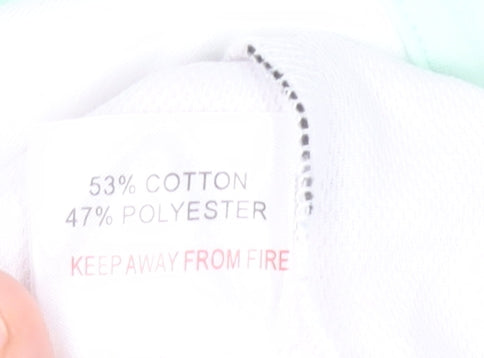 53% COTTON
47% POLYESTER
KEEP AWAY FROM FIRE